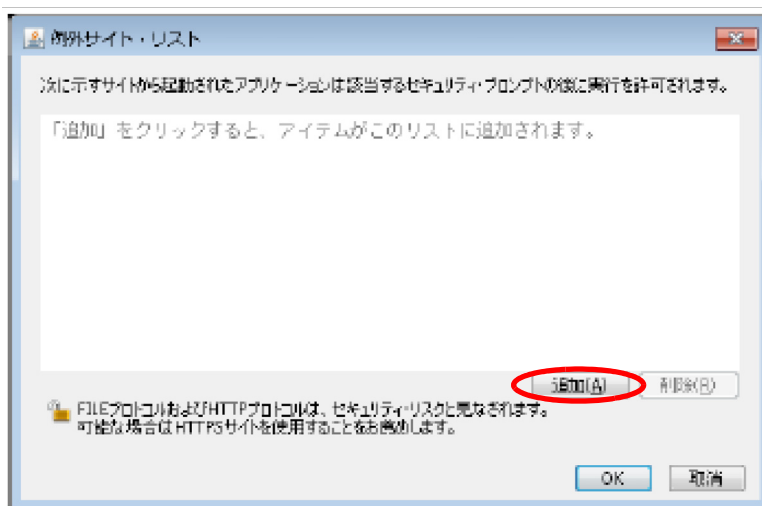 例外サイト・リスト
次に示すサイトから起動されたアプリケーションは該当するセキュリティ・プロンプトの後に実行を許可されます。
「追加」をクリックすると、アイテムがこのリストに追加されます。
追加(A) 削除(R)
FILEプロトコルおよびHTTPプロトコルは、セキュリティ・リスクと見なされます。
可能な場合はHTTPSサイトを使用することをお薦めします。
OK 取消